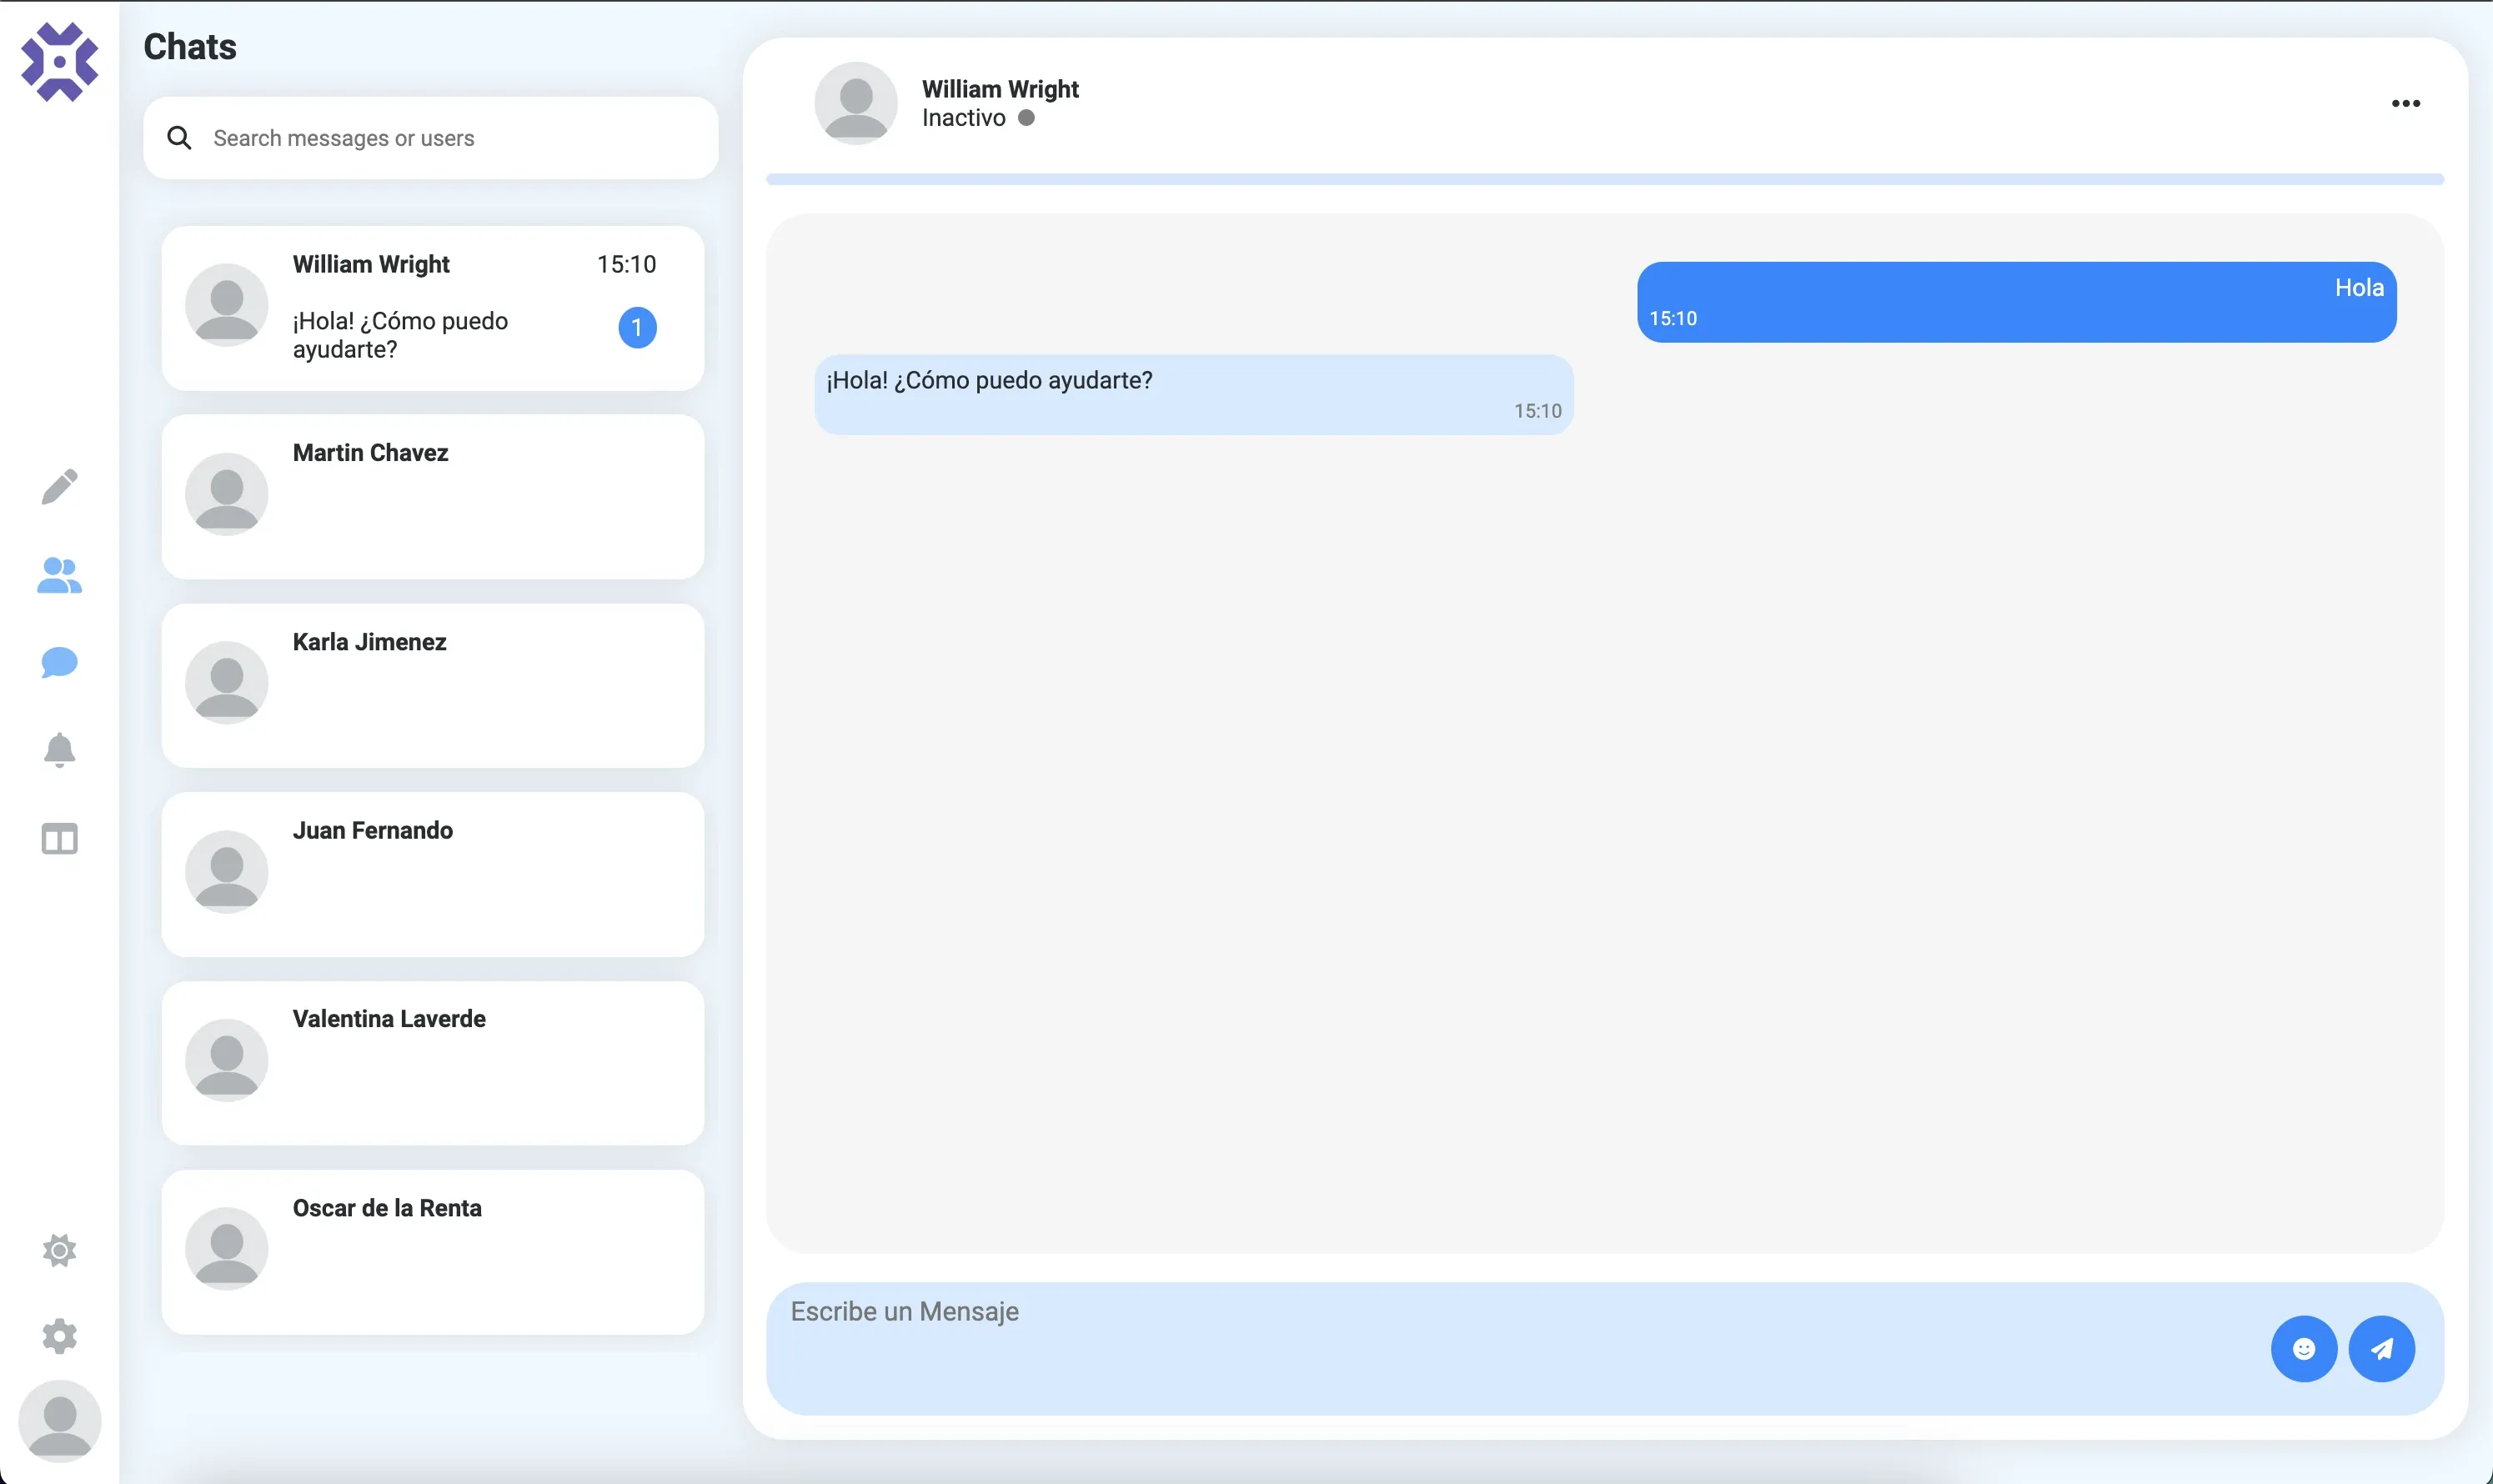 Chats
Search messages or users
William Wright
15:10
¡Hola! ¿Cómo puedo
ayudarte?
1
Martin Chavez
Karla Jimenez
Juan Fernando
Valentina Laverde
Oscar de la Renta
William Wright
Inactivo
Hola
15:10
¡Hola! ¿Cómo puedo ayudarte?
15:10
Escribe un Mensaje